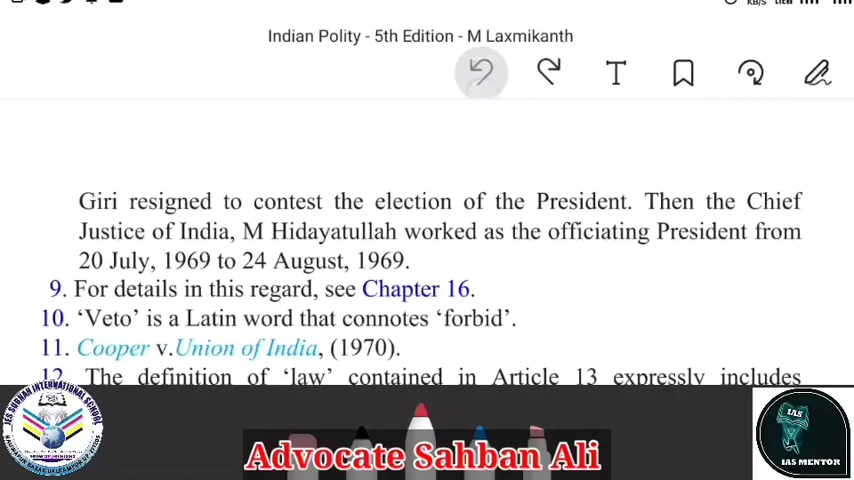 KB/S
Indian Polity - 5th Edition - M Laxmikanth
Giri resigned to contest the election of the President. Then the Chief
Justice of India, M Hidayatullah worked as the officiating President from
20 July, 1969 to 24 August, 1969.
9. For details in this regard, see Chapter 16.
10. ‘Veto’ is a Latin word that connotes ‘forbid’.
11. Cooper v.Union of India, (1970).
12. The definition of ‘law’ contained in Article 13 expressly includes
Advocate Sahban Ali
IAS
IAS MENTOR